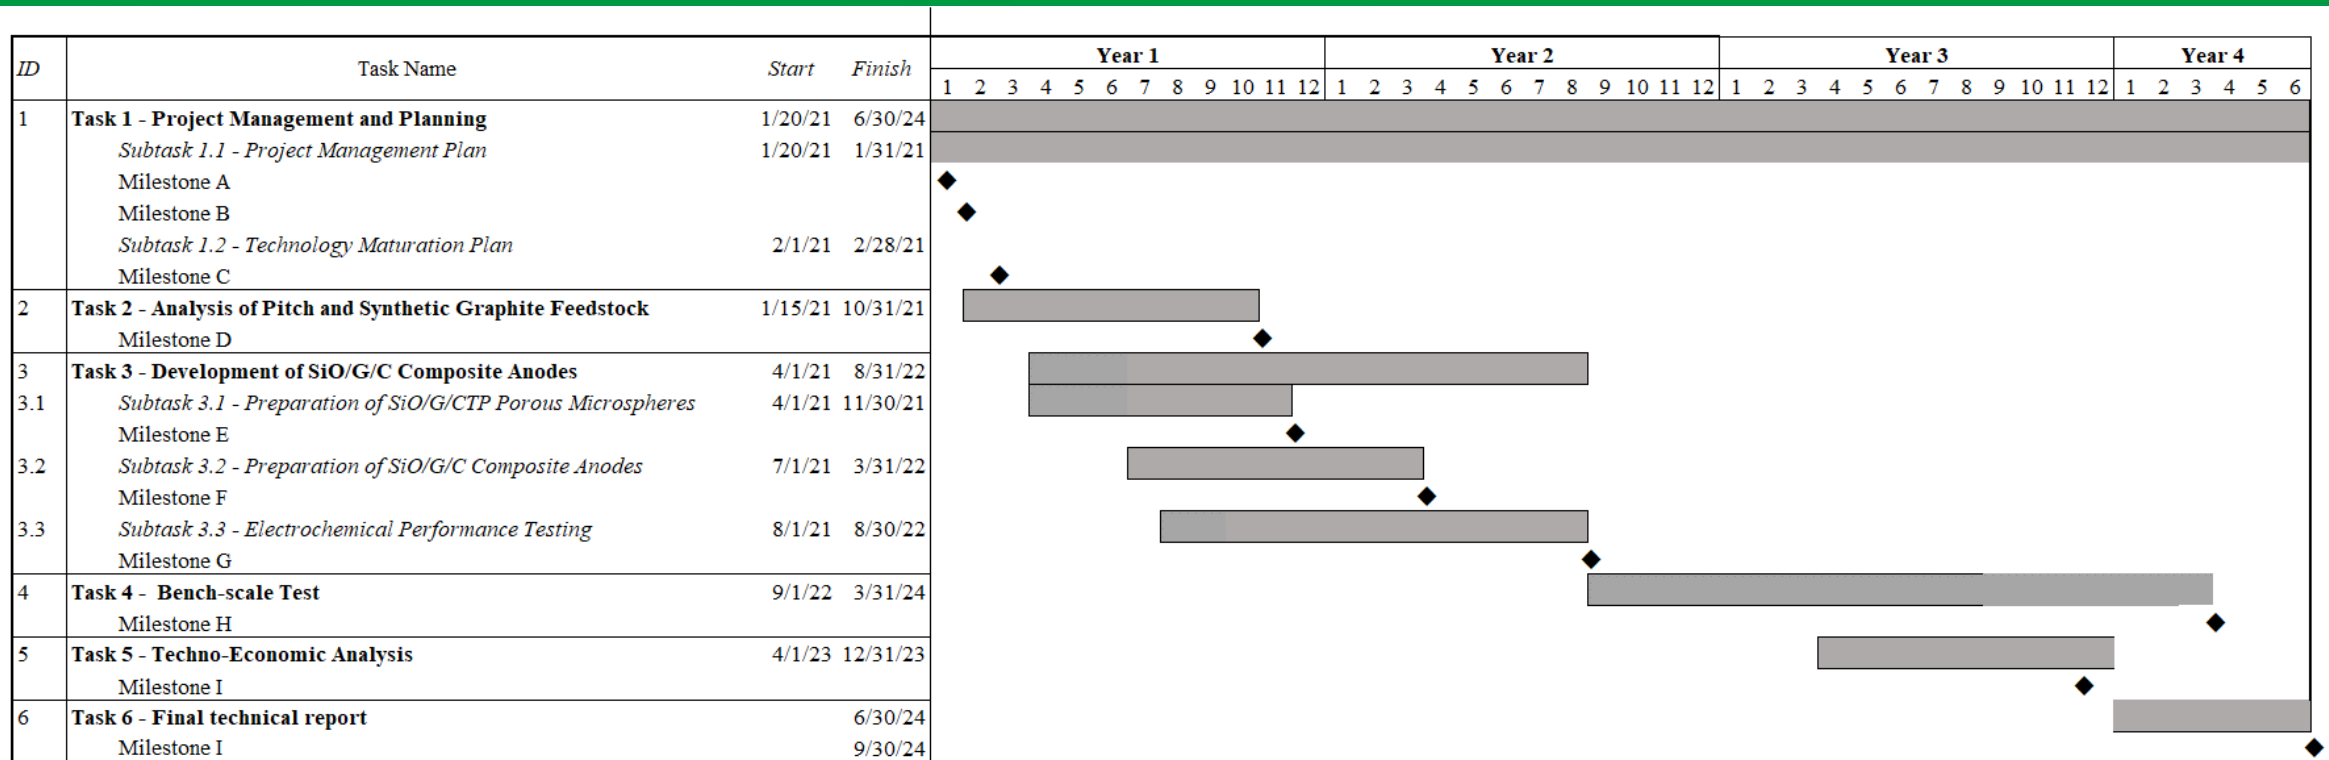 ID Task Name Start Finish Year 1 Year 2 Year 3 Year 4
1 2 3 4 5 6 7 8 9 10 11 12 1 2 3 4 5 6 7 8 9 10 11 12 1 2 3 4 5 6 7 8 9 10 11 12 1 2 3 4 5 6
1 Task 1 - Project Management and Planning 1/20/21 6/30/24
Subtask 1.1 - Project Management Plan 1/20/21 1/31/21
Milestone A
Milestone B
Subtask 1.2 - Technology Maturation Plan 2/1/21 2/28/21
Milestone C
2 Task 2 - Analysis of Pitch and Synthetic Graphite Feedstock 1/15/21 10/31/21
Milestone D
3 Task 3 - Development of SiO/G/C Composite Anodes 4/1/21 8/31/22
3.1 Subtask 3.1 - Preparation of SiO/G/CTP Porous Microspheres 4/1/21 11/30/21
Milestone E
3.2 Subtask 3.2 - Preparation of SiO/G/C Composite Anodes 7/1/21 3/31/22
Milestone F
3.3 Subtask 3.3 - Electrochemical Performance Testing 8/1/21 8/30/22
Milestone G
4 Task 4 - Bench-scale Test 9/1/22 3/31/24
Milestone H
5 Task 5 - Techno-Economic Analysis 4/1/23 12/31/23
Milestone I
6 Task 6 - Final technical report 6/30/24
Milestone I 9/30/24